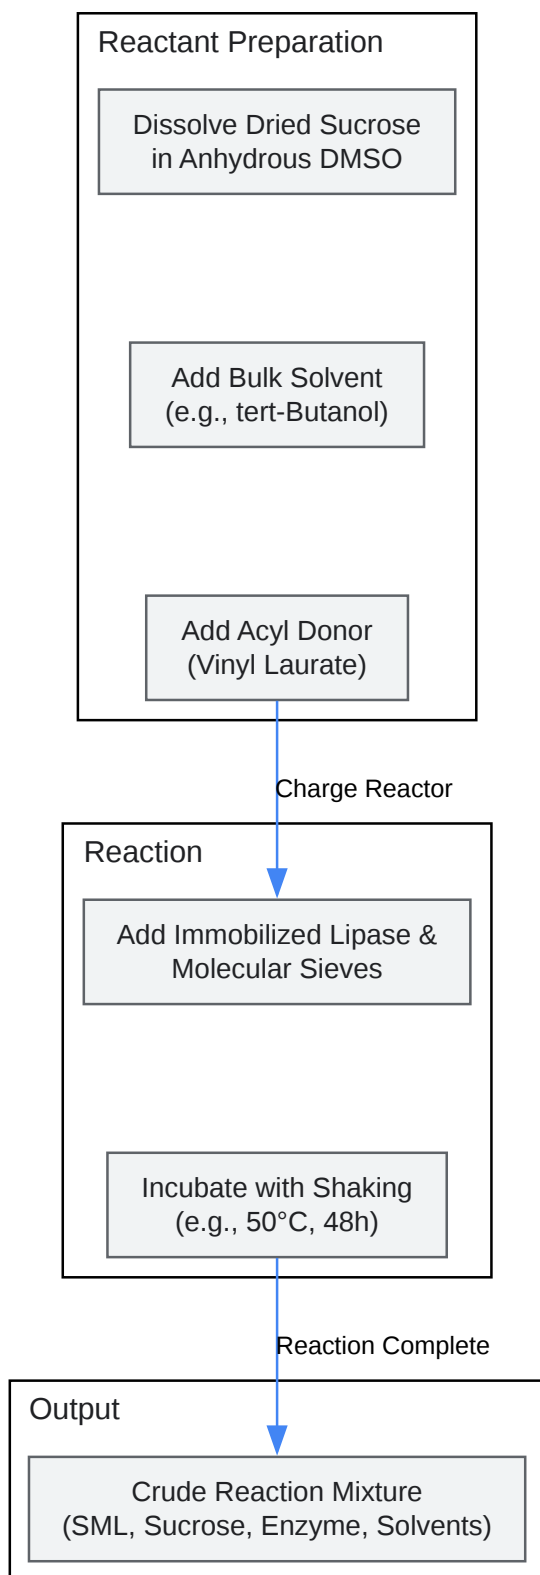 Reactant Preparation
Dissolve Dried Sucrose
in Anhydrous DMSO
Add Bulk Solvent
(e.g., tert-Butanol)
Add Acyl Donor
(Vinyl Laurate)
Charge Reactor
Reaction
Add Immobilized Lipase &
Molecular Sieves
Incubate with Shaking
(e.g., 50°C, 48h)
Reaction Complete
Output
Crude Reaction Mixture
(SML, Sucrose, Enzyme, Solvents)